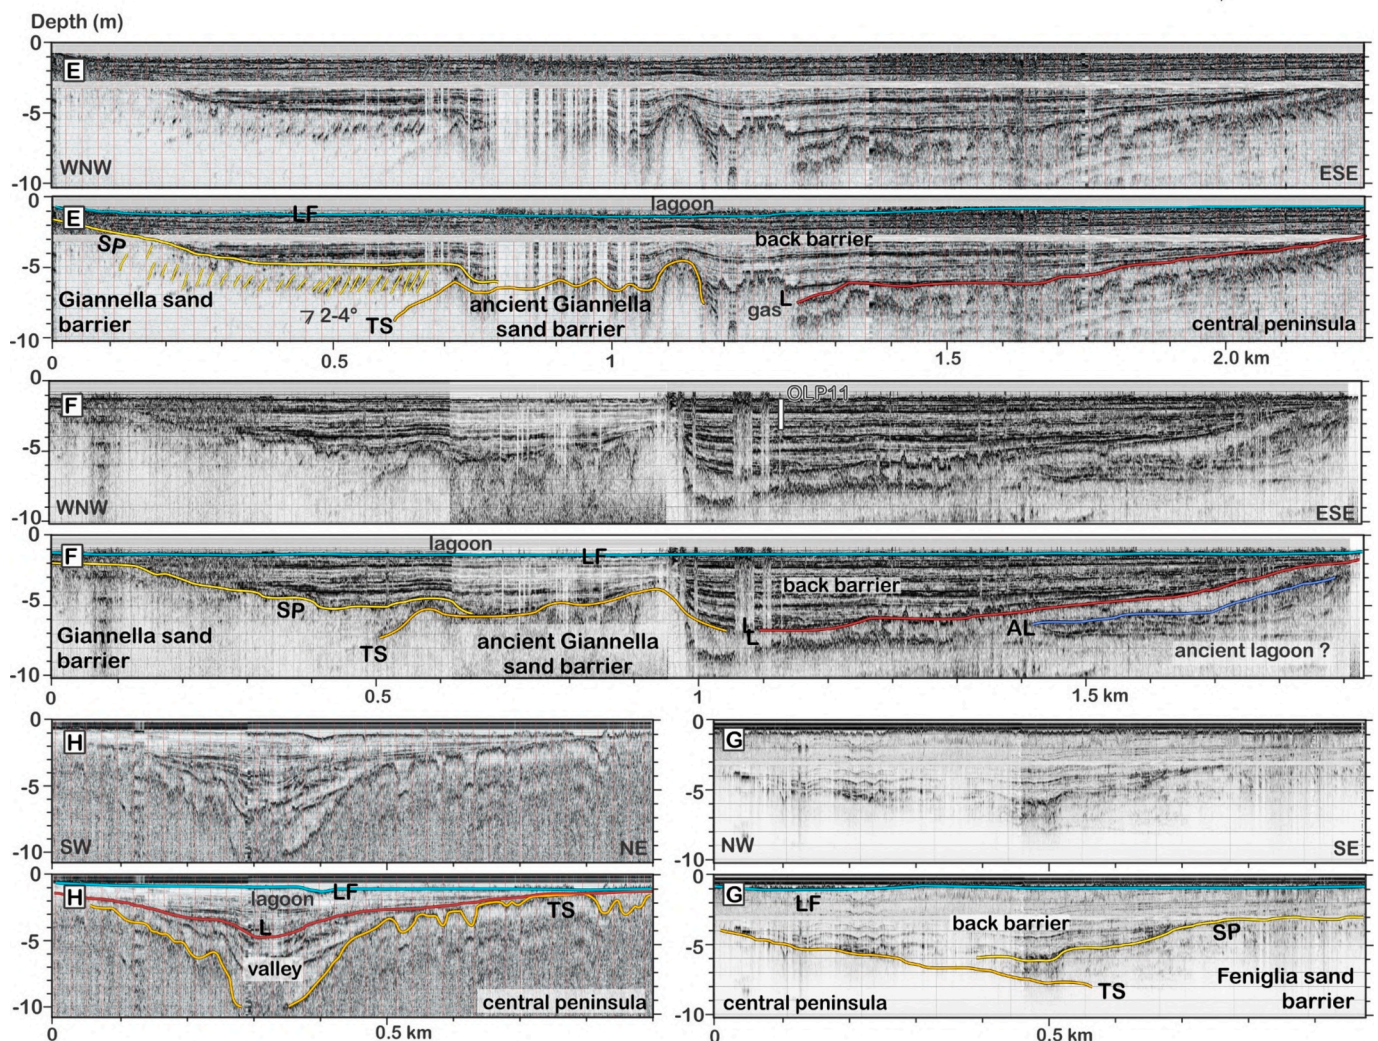 Depth (m)
0
E
-5
WNW
ESE
-10
0
LF
lagoon
SP
back barrier
-5
Giannella sand
barrier
7 2-4°
TS
ancient Giannella
sand barrier
gas
L
central peninsula
-10
0
0.5
1
1.5
2.0 km
0
F
OLP11
-5
WNW
ESE
-10
0
F
lagoon
LF
back barrier
-5
SP
L
L
AL
Giannella sand
barrier
TS
ancient Giannella
sand barrier
ancient lagoon ?
-10
0
0.5
1
1.5 km
0
H
-5
SW
NE
-10
0
G
-5
NW
SE
-10
0
H
LF
lagoon
TS
L
-5
valley
central peninsula
-10
0
0.5 km
0
G
LF
back barrier
SP
-5
Feniglia sand
barrier
TS
central peninsula
-10
0
0.5 km